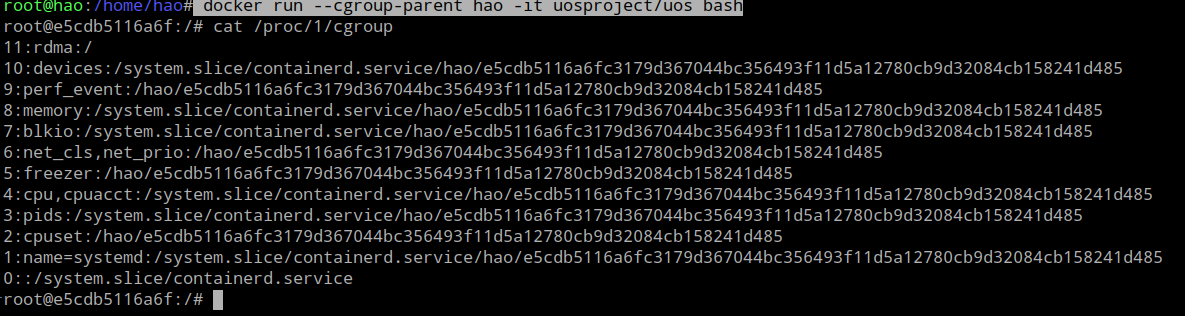 root@hao:/home/hao# docker run --cgroup-parent hao -it uosproject/uos bash
root@e5cdb5116a6f:/# cat /proc/1/cgroup
11:rdma:/
10:devices:/system.slice/containerd.service/hao/e5cdb5116a6fc3179d367044bc356493f11d5a12780cb9d32084cb158241d485
9:perf_event:/hao/e5cdb5116a6fc3179d367044bc356493f11d5a12780cb9d32084cb158241d485
8:memory:/system.slice/containerd.service/hao/e5cdb5116a6fc3179d367044bc356493f11d5a12780cb9d32084cb158241d485
7:blkio:/system.slice/containerd.service/hao/e5cdb5116a6fc3179d367044bc356493f11d5a12780cb9d32084cb158241d485
6:net_cls,net_prio:/hao/e5cdb5116a6fc3179d367044bc356493f11d5a12780cb9d32084cb158241d485
5:freezer:/hao/e5cdb5116a6fc3179d367044bc356493f11d5a12780cb9d32084cb158241d485
4:cpu,cpuacct:/system.slice/containerd.service/hao/e5cdb5116a6fc3179d367044bc356493f11d5a12780cb9d32084cb158241d485
3:pids:/system.slice/containerd.service/hao/e5cdb5116a6fc3179d367044bc356493f11d5a12780cb9d32084cb158241d485
2:cpuset:/hao/e5cdb5116a6fc3179d367044bc356493f11d5a12780cb9d32084cb158241d485
1:name=systemd:/system.slice/containerd.service/hao/e5cdb5116a6fc3179d367044bc356493f11d5a12780cb9d32084cb158241d485
0::/system.slice/containerd.service
root@e5cdb5116a6f:/#